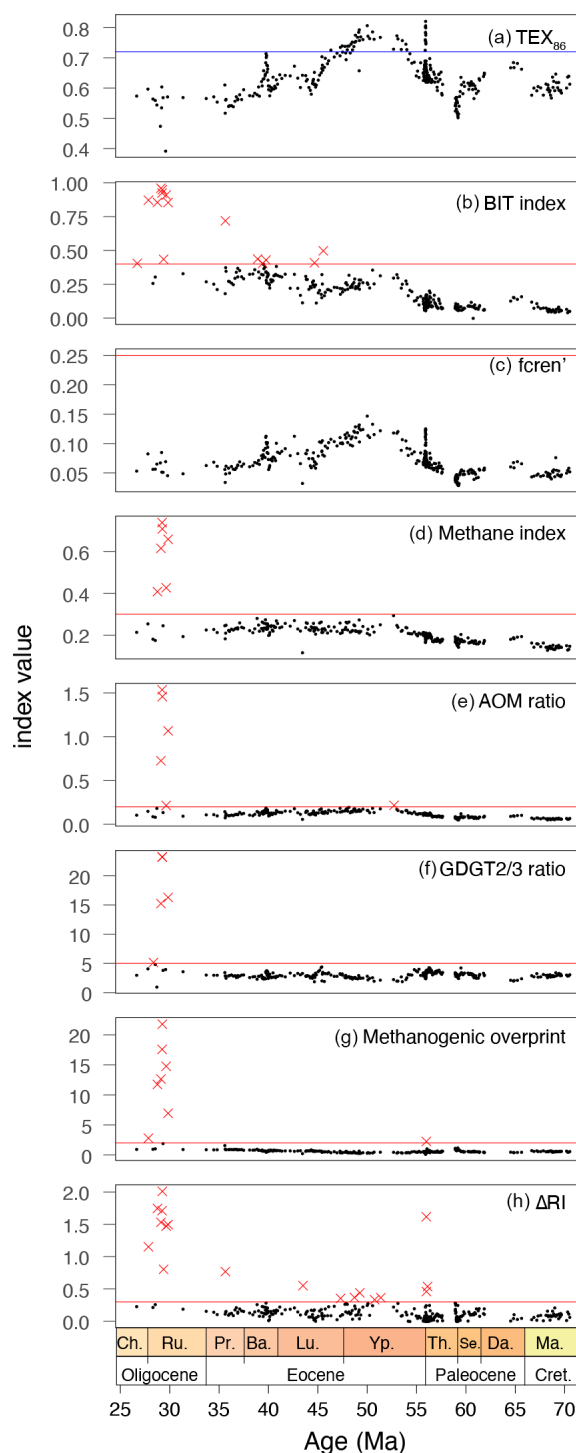 (a) TEX86
0.8
0.7
0.6
0.5
0.4
(b) BIT index
1.00
0.75
0.50
0.25
0.00
(c) fcren’
0.25
0.20
0.15
0.10
0.05
(d) Methane index
0.6
0.4
0.2
index value
(e) AOM ratio
1.5
1.0
0.5
0.0
(f) GDGT2/3 ratio
20
15
10
5
0
(g) Methanogenic overprint
20
15
10
5
0
(h) ΔRI
2.0
1.5
1.0
0.5
0.0
Ch. Ru. Pr. Ba. Lu. Yp. Th. Se. Da. Ma.
Oligocene Eocene Paleocene Cret.
25 30 35 40 45 50 55 60 65 70
Age (Ma)